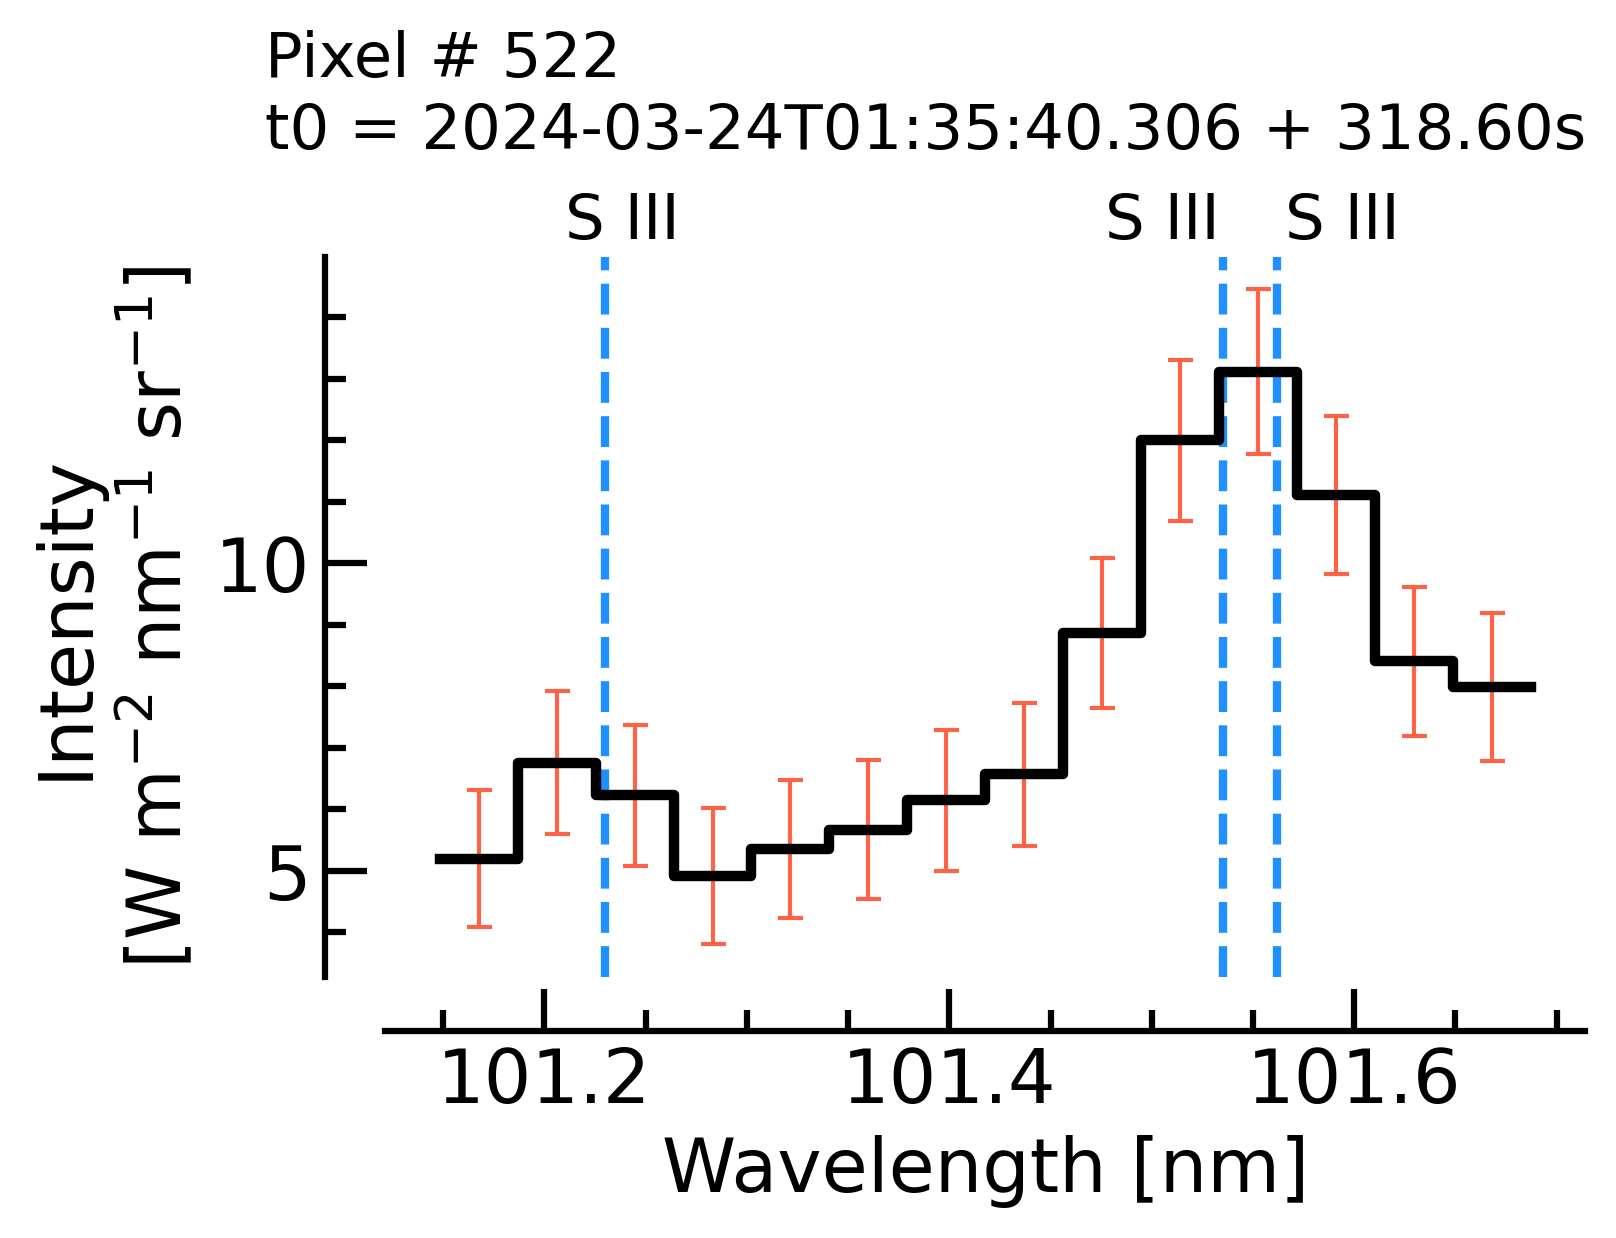 Pixel # 522
t0 = 2024-03-24T01:35:40.306 + 318.60s
S III S III S III
Intensity
[W m⁻² nm⁻¹ sr⁻¹]
10
5
101.2 101.4 101.6
Wavelength [nm]